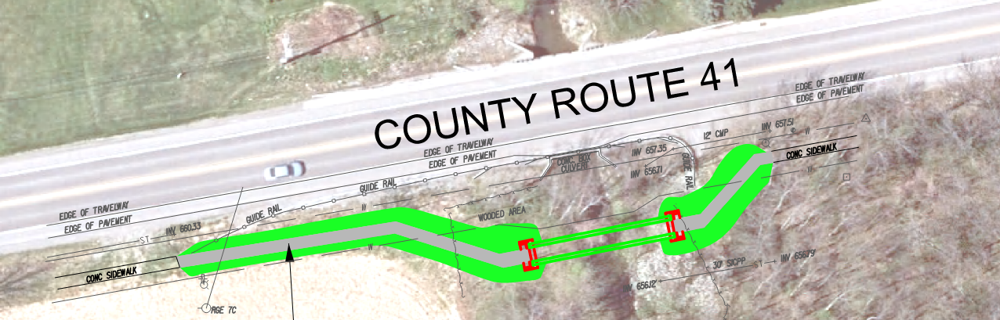 COUNTY ROUTE 41
EDGE OF TRAVELWAY
EDGE OF PAVEMENT
EDGE OF TRAVELWAY
EDGE OF PAVEMENT
INV 657.51
12" CMP
W
CONC SIDEWALK
W
INV 657.35
INV 656.71
CONC. BOX
CULVERT
GUIDE RAIL
GUIDE RAIL
W
WOODED AREA
EDGE OF TRAVELWAY
EDGE OF PAVEMENT
GUIDE RAIL
INV 660.33
ST
W
CONC SIDEWALK
30" SICPP
ST
INV 656.12
RGE 7C